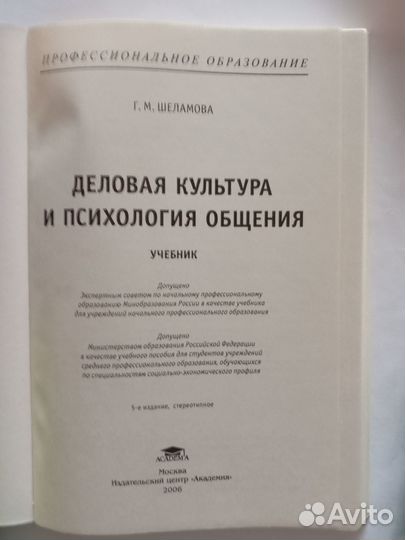 ПРОФЕССИОНАЛЬНОЕ ОБРАЗОВАНИЕ
Г. М. ШЕЛАМОВА
ДЕЛОВАЯ КУЛЬТУРА
И ПСИХОЛОГИЯ ОБЩЕНИЯ
УЧЕБНИК
Допущено
Экспертным советом по начальному профессиональному
образованию Минобразования России в качестве учебника
для учреждений начального профессионального образования
Допущено
Министерством образования Российской Федерации
в качестве учебного пособия для студентов учреждений
среднего профессионального образования, обучающихся
по специальностям социально-экономического профиля
5-е издание, стереотипное
ACADEMA
Москва
Издательский центр «Академия»
2006
Avito